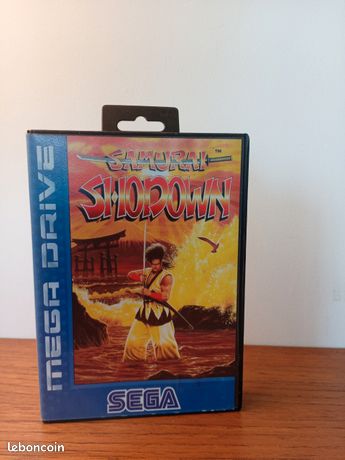 SAMURAI™
SHODOWN
MEGA DRIVE
SEGA
leboncoin